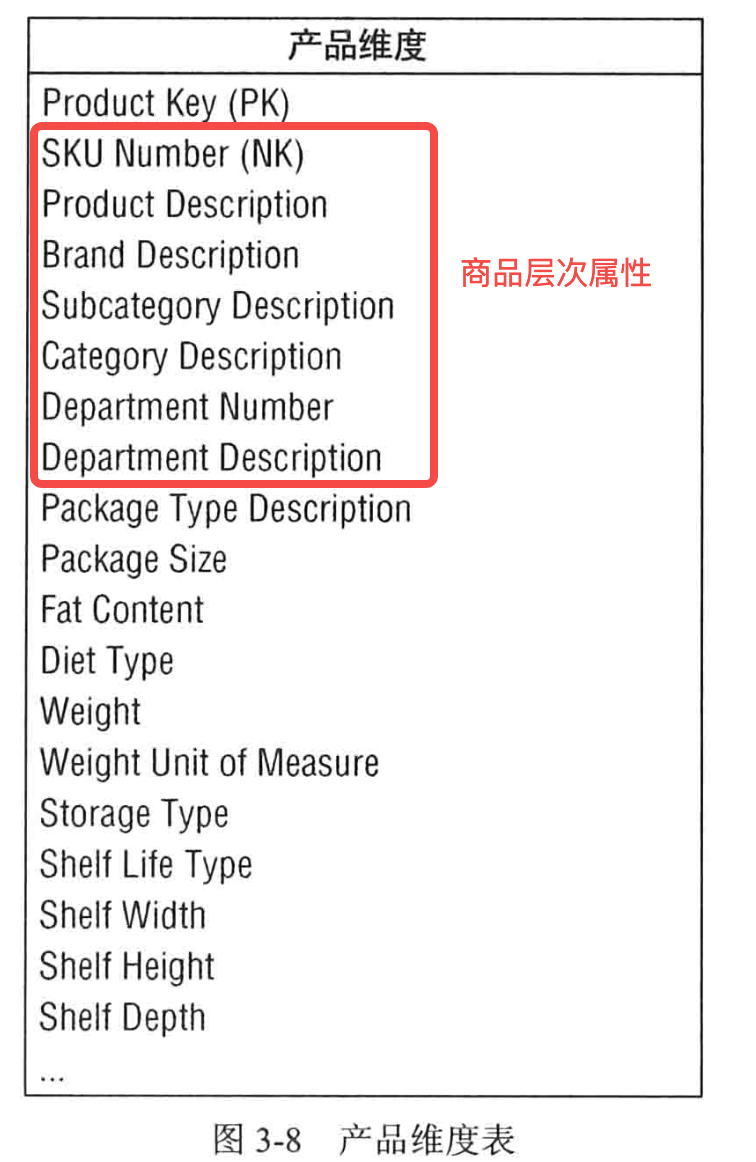 产品维度
Product Key (PK)
SKU Number (NK)
Product Description
Brand Description
商品层次属性
Subcategory Description
Category Description
Department Number
Department Description
Package Type Description
Package Size
Fat Content
Diet Type
Weight
Weight Unit of Measure
Storage Type
Shelf Life Type
Shelf Width
Shelf Height
Shelf Depth
...
图 3-8 产品维度表